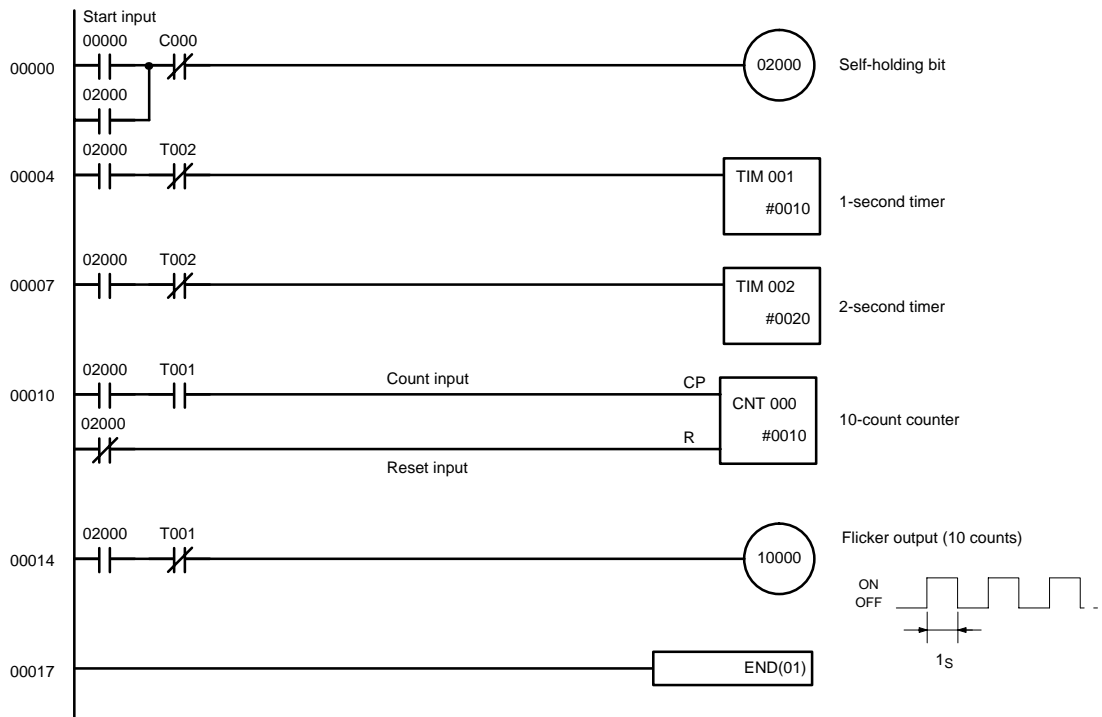 Start input
00000 C000
00000 02000 Self-holding bit
02000
02000 T002
00004 TIM 001
#0010 1-second timer
02000 T002
00007 TIM 002
#0020 2-second timer
02000 T001 Count input CP
00010 CNT 000
#0010 10-count counter
02000 R
Reset input
02000 T001 Flicker output (10 counts)
00014 10000
ON
OFF
1S
00017 END(01)